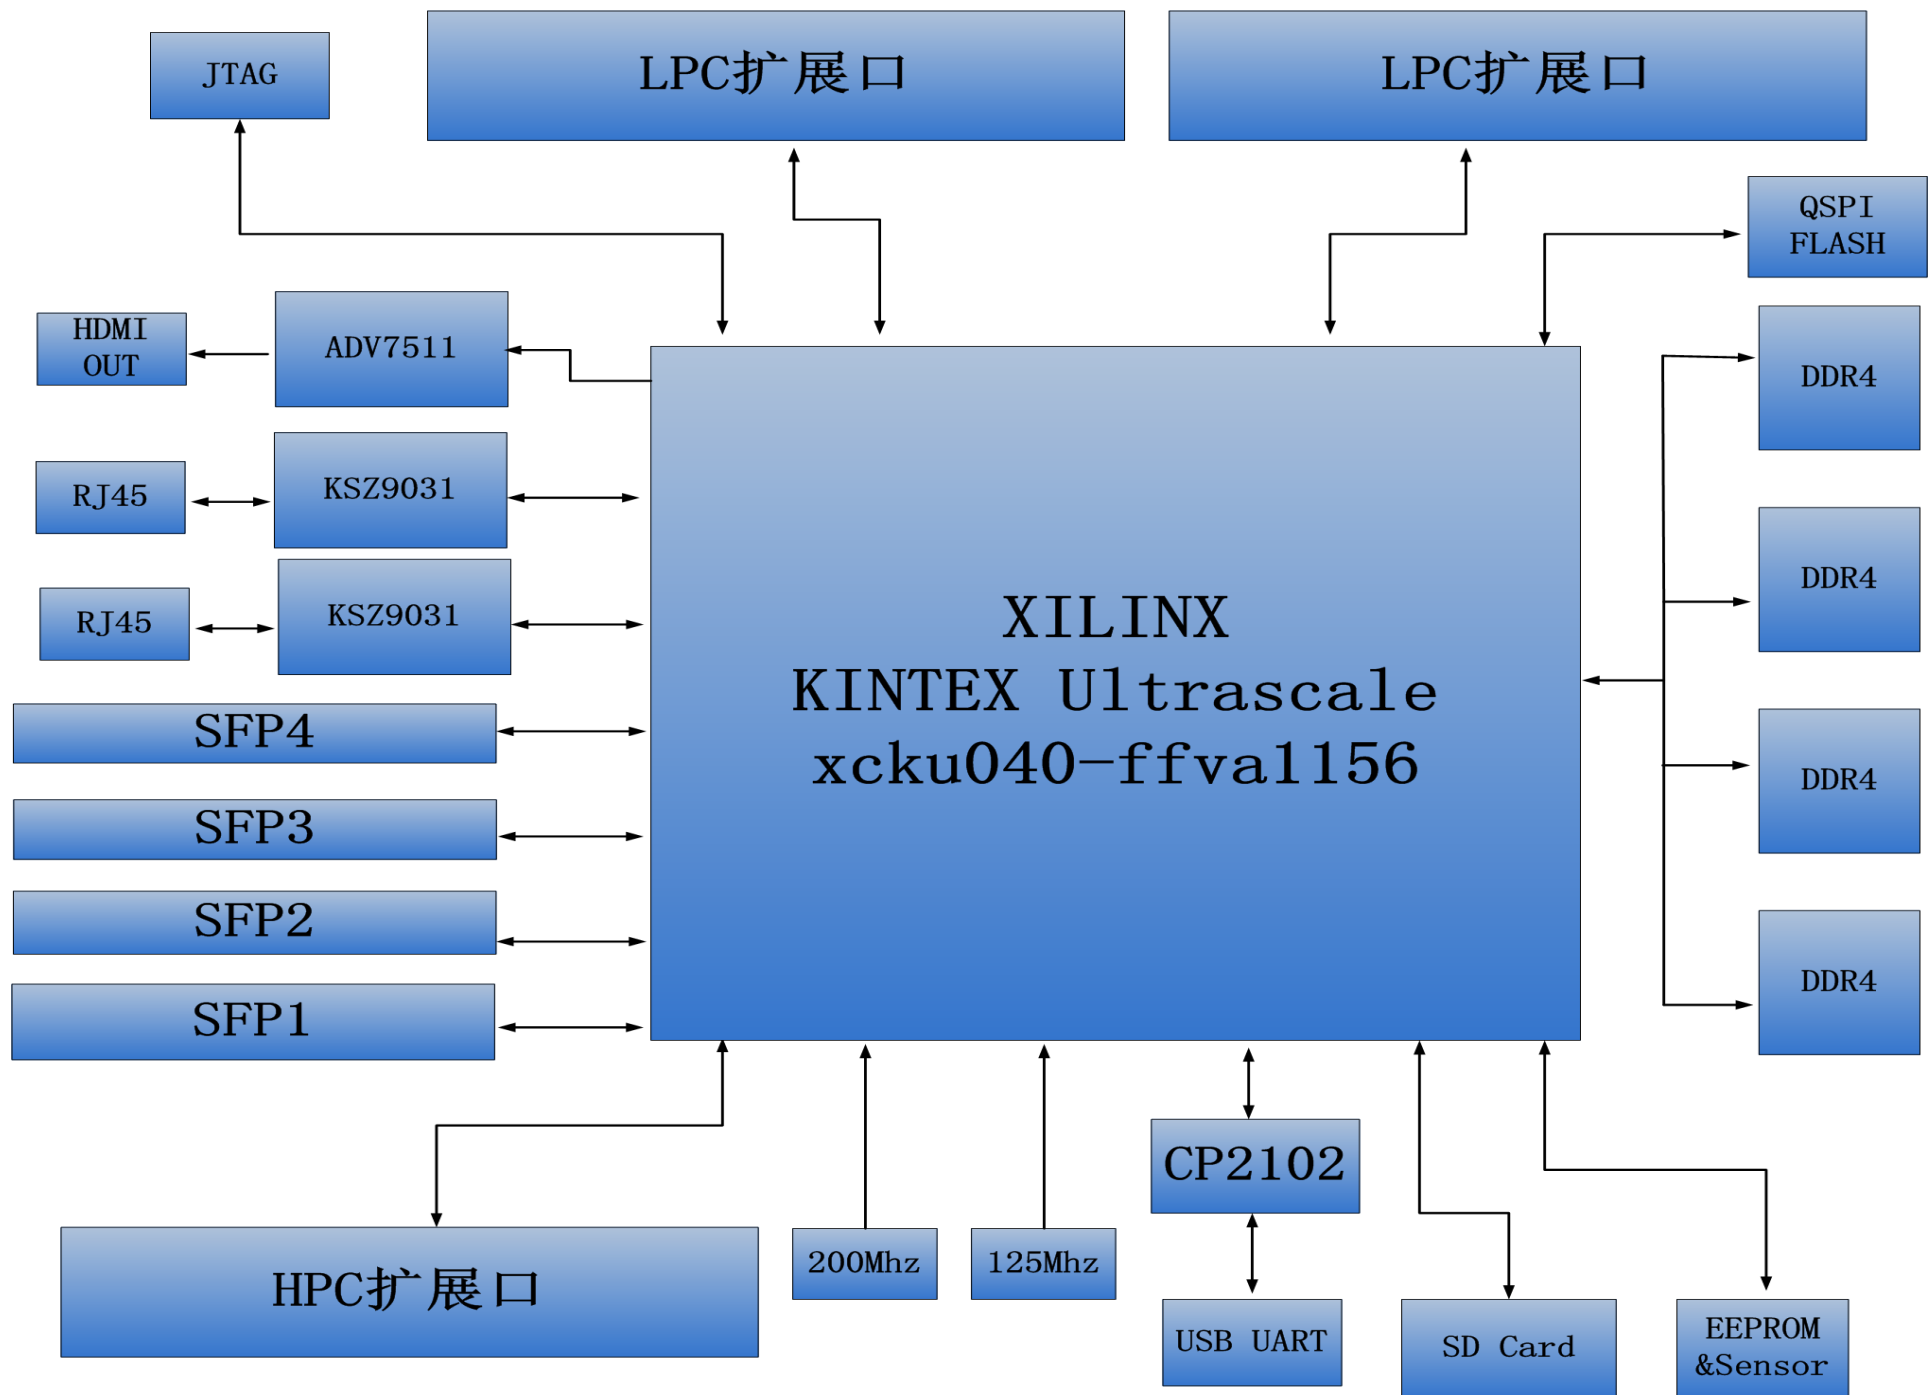 JTAG
LPC扩展口
LPC扩展口
QSPI
FLASH
HDMI
OUT
ADV7511
DDR4
RJ45
KSZ9031
DDR4
RJ45
KSZ9031
XILINX
KINTEX Ultrascale
xcku040-ffva1156
SFP4
DDR4
SFP3
SFP2
DDR4
SFP1
CP2102
HPC扩展口
200Mhz
125Mhz
USB UART
SD Card
EEPROM
&Sensor